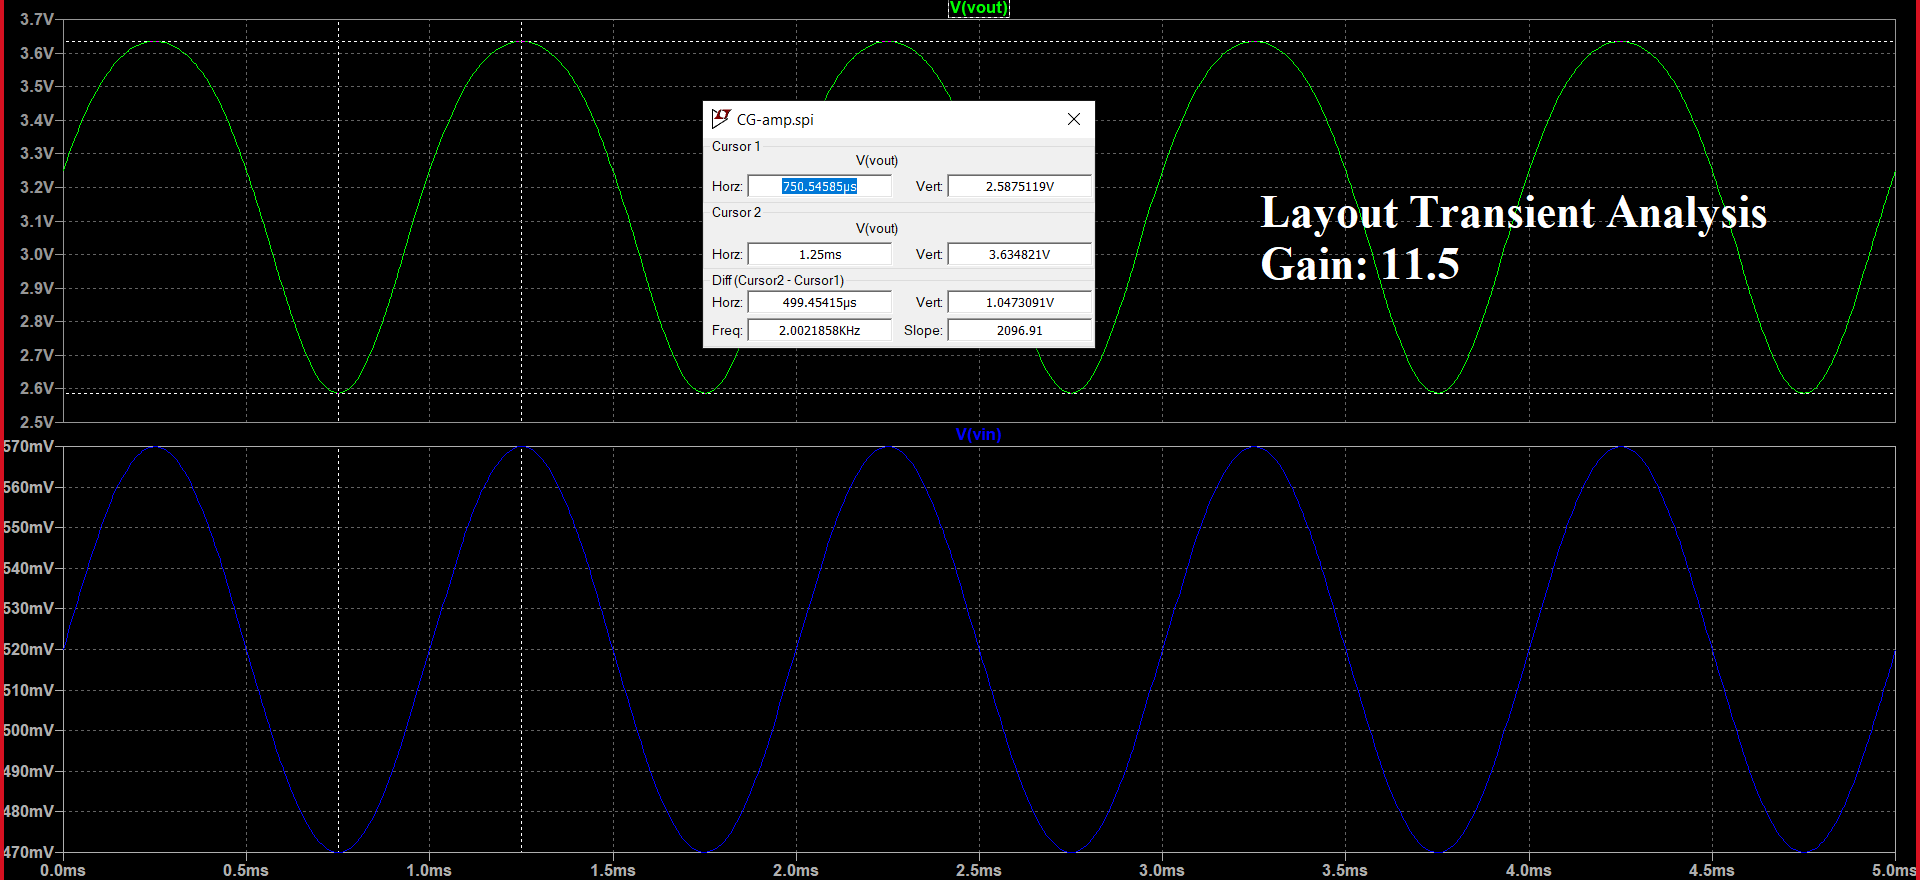 V(vout)
3.7V
3.6V
3.5V
3.4V
3.3V
3.2V
3.1V
3.0V
2.9V
2.8V
2.7V
2.6V
2.5V
CG-amp.spi
Cursor 1
V(vout)
Horz: 750.54585µs Vert: 2.5875119V
Cursor 2
V(vout)
Horz: 1.25ms Vert: 3.634821V
Diff (Cursor2 - Cursor1)
Horz: 499.45415µs Vert: 1.0473091V
Freq: 2.0021858KHz Slope: 2096.91
Layout Transient Analysis
Gain: 11.5
V(vin)
570mV
560mV
550mV
540mV
530mV
520mV
510mV
500mV
490mV
480mV
470mV
0.0ms 0.5ms 1.0ms 1.5ms 2.0ms 2.5ms 3.0ms 3.5ms 4.0ms 4.5ms 5.0ms